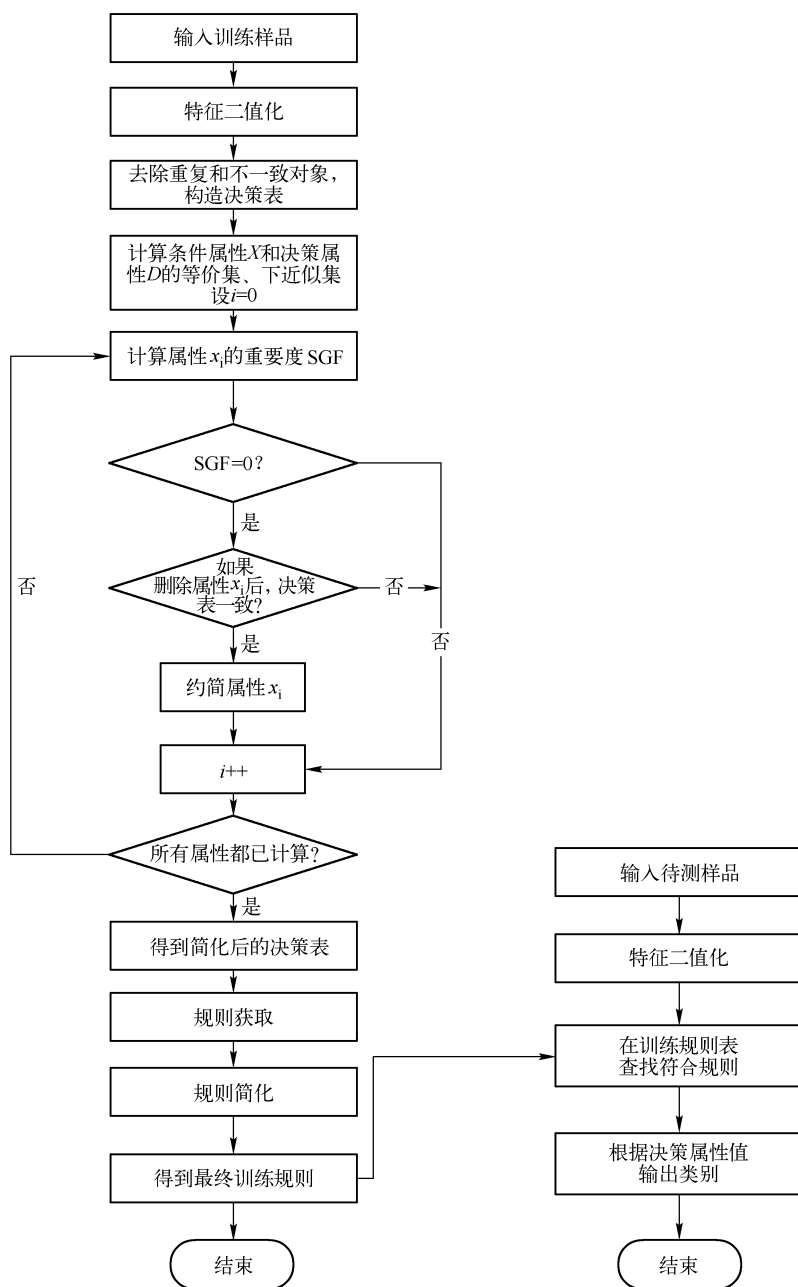 输入训练样品
特征二值化
去除重复和不一致对象，
构造决策表
计算条件属性X和决策属
性D的等价集、下近似集
设i=0
计算属性xi的重要度SGF
SGF=0？
是
如果
删除属性xi后，决策
表一致？
否
否
否
是
约简属性xi
i++
所有属性都已计算？
是
得到简化后的决策表
规则获取
规则简化
得到最终训练规则
结束
输入待测样品
特征二值化
在训练规则表
查找符合规则
根据决策属性值
输出类别
结束